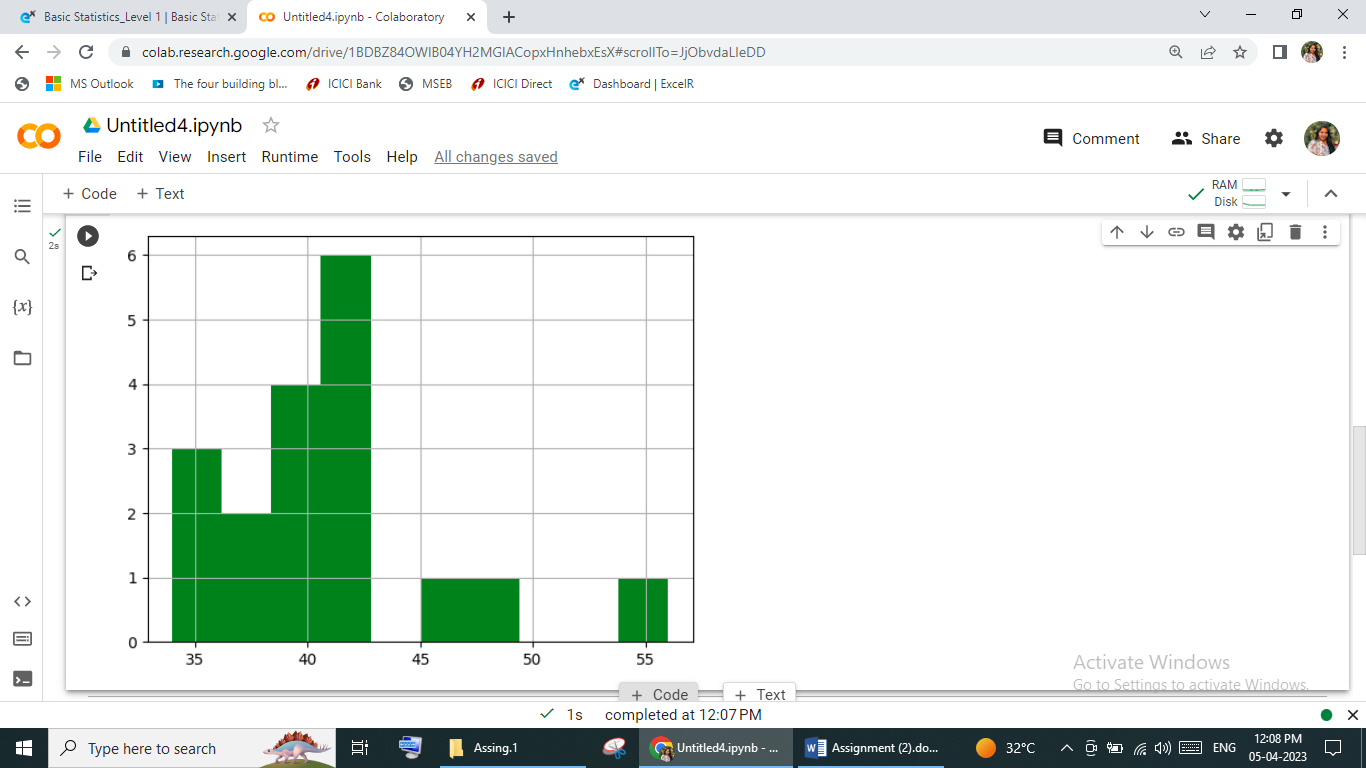 Basic Statistics_Level 1 | Basic Sta
Untitled4.ipynb - Colaboratory
colab.research.google.com/drive/1BDBZ84OWlB04YH2MGlACopxHnhebxEsX#scrollTo=JjObvdaLIeDD
MS Outlook
The four building bl...
ICICI Bank
MSEB
ICICI Direct
Dashboard | ExcelR
Untitled4.ipynb
Comment
Share
File Edit View Insert Runtime Tools Help All changes saved
+ Code + Text
RAM
Disk
2s
{x}
6
5
4
3
2
1
0
35 40 45 50 55
Activate Windows
Go to Settings to activate Windows.
+ Code + Text
1s completed at 12:07 PM
Type here to search
Assing.1
Untitled4.ipynb - ...
Assignment (2).do...
32°C
ENG
12:08 PM
05-04-2023